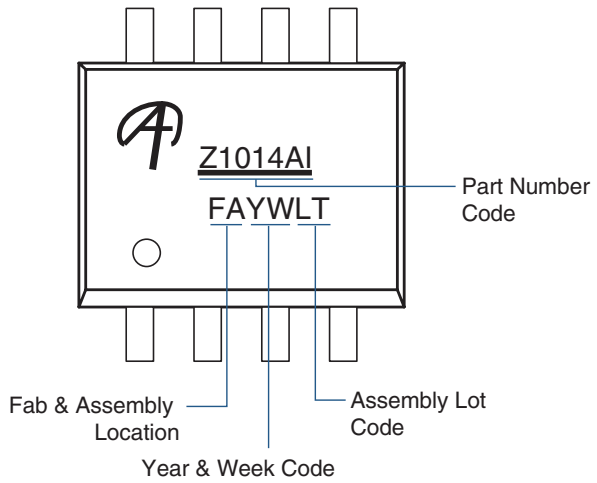 Z1014AI
FAYWLT
Part Number
Code
Fab & Assembly
Location
Assembly Lot
Code
Year & Week Code